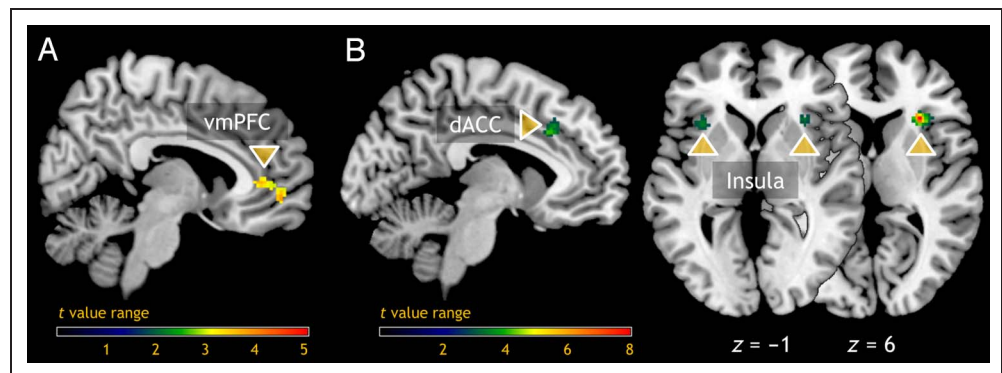 A
B
vmPFC
dACC
Insula
t value range
1 2 3 4 5
t value range
2 4 6 8
z = –1
z = 6